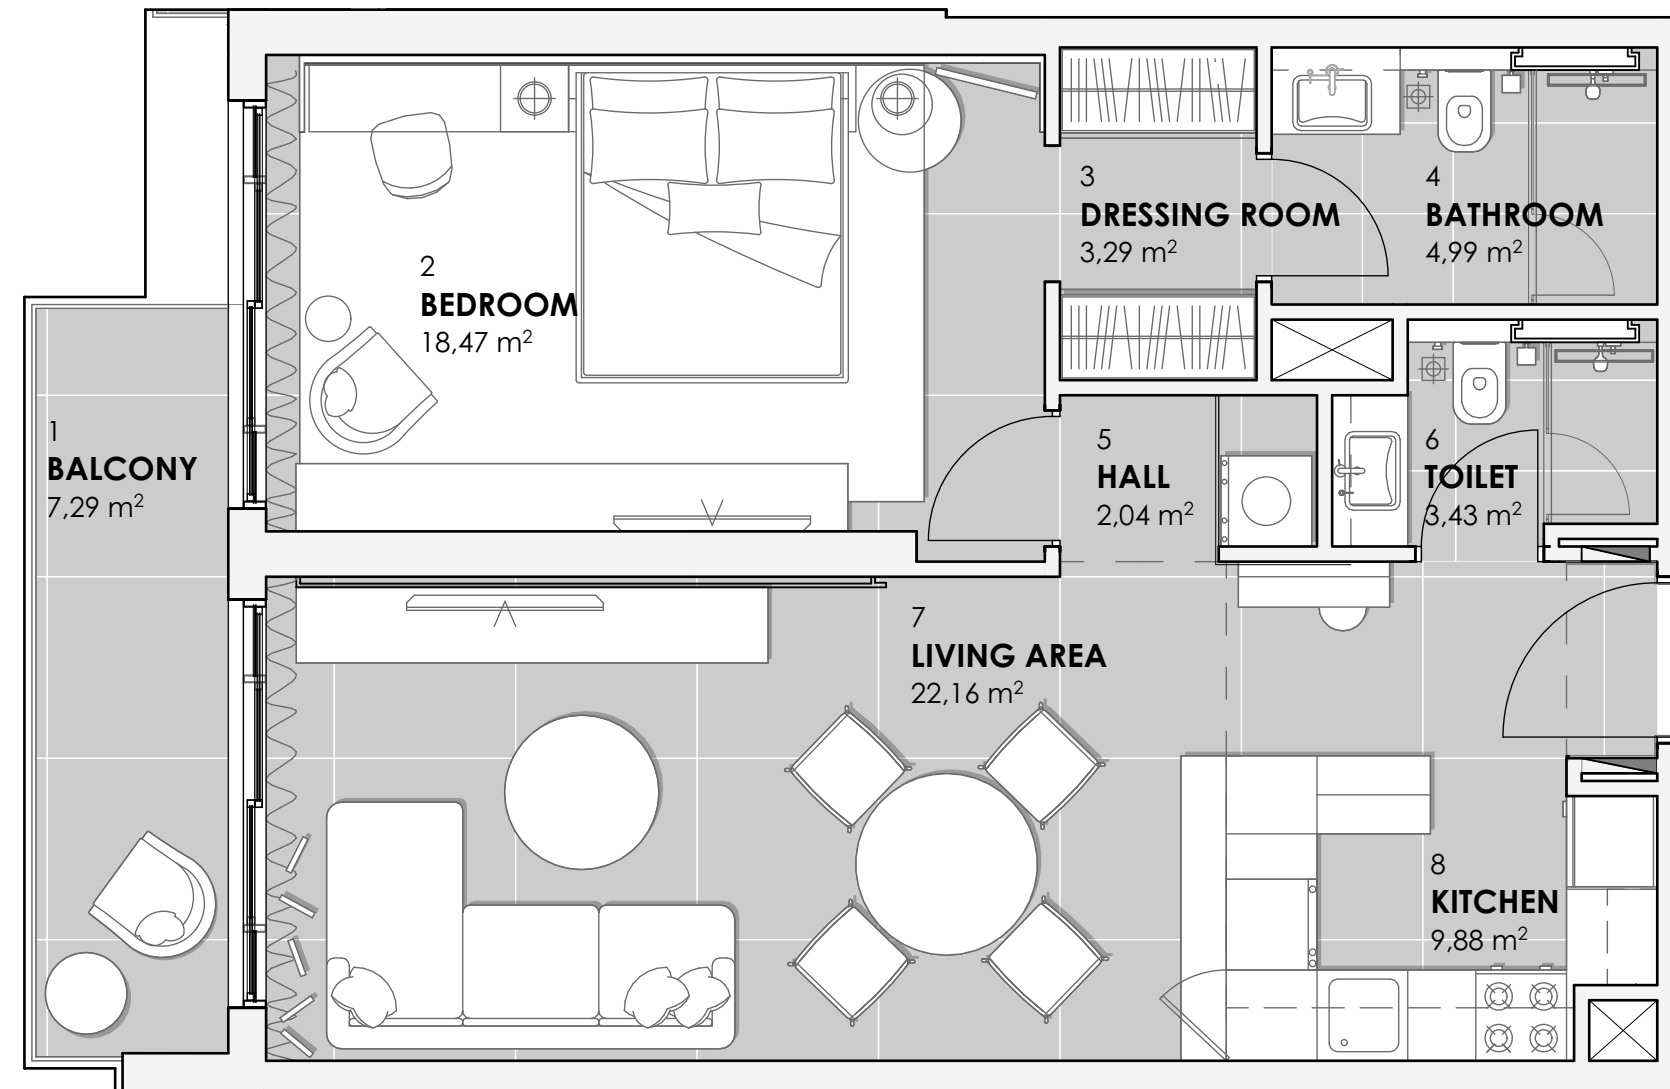 1
BALCONY
7,29 m²
2
BEDROOM
18,47 m²
3
DRESSING ROOM
3,29 m²
4
BATHROOM
4,99 m²
5
HALL
2,04 m²
6
TOILET
3,43 m²
7
LIVING AREA
22,16 m²
8
KITCHEN
9,88 m²